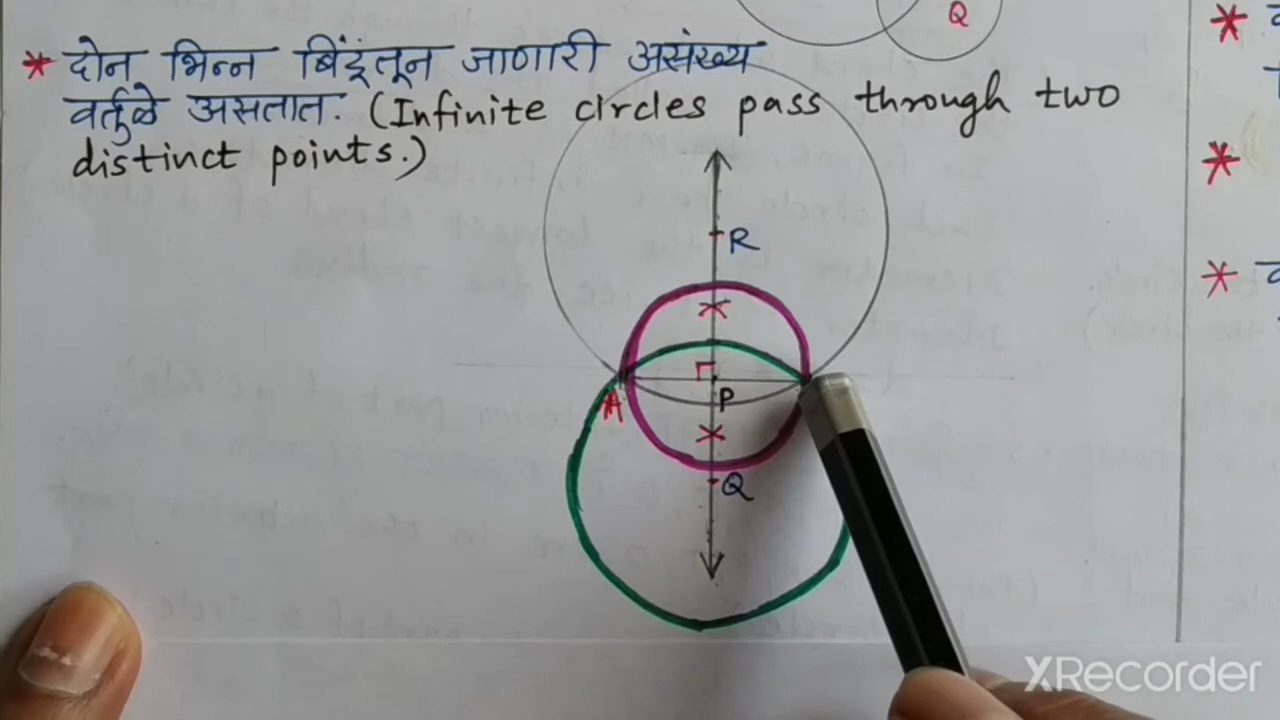 Q
* दोन भिन्न बिंदूंतून जाणारी असंख्य
वर्तुळे असतात. (Infinite circles pass through two
distinct points.)
R
P
A
Q
XRecorder